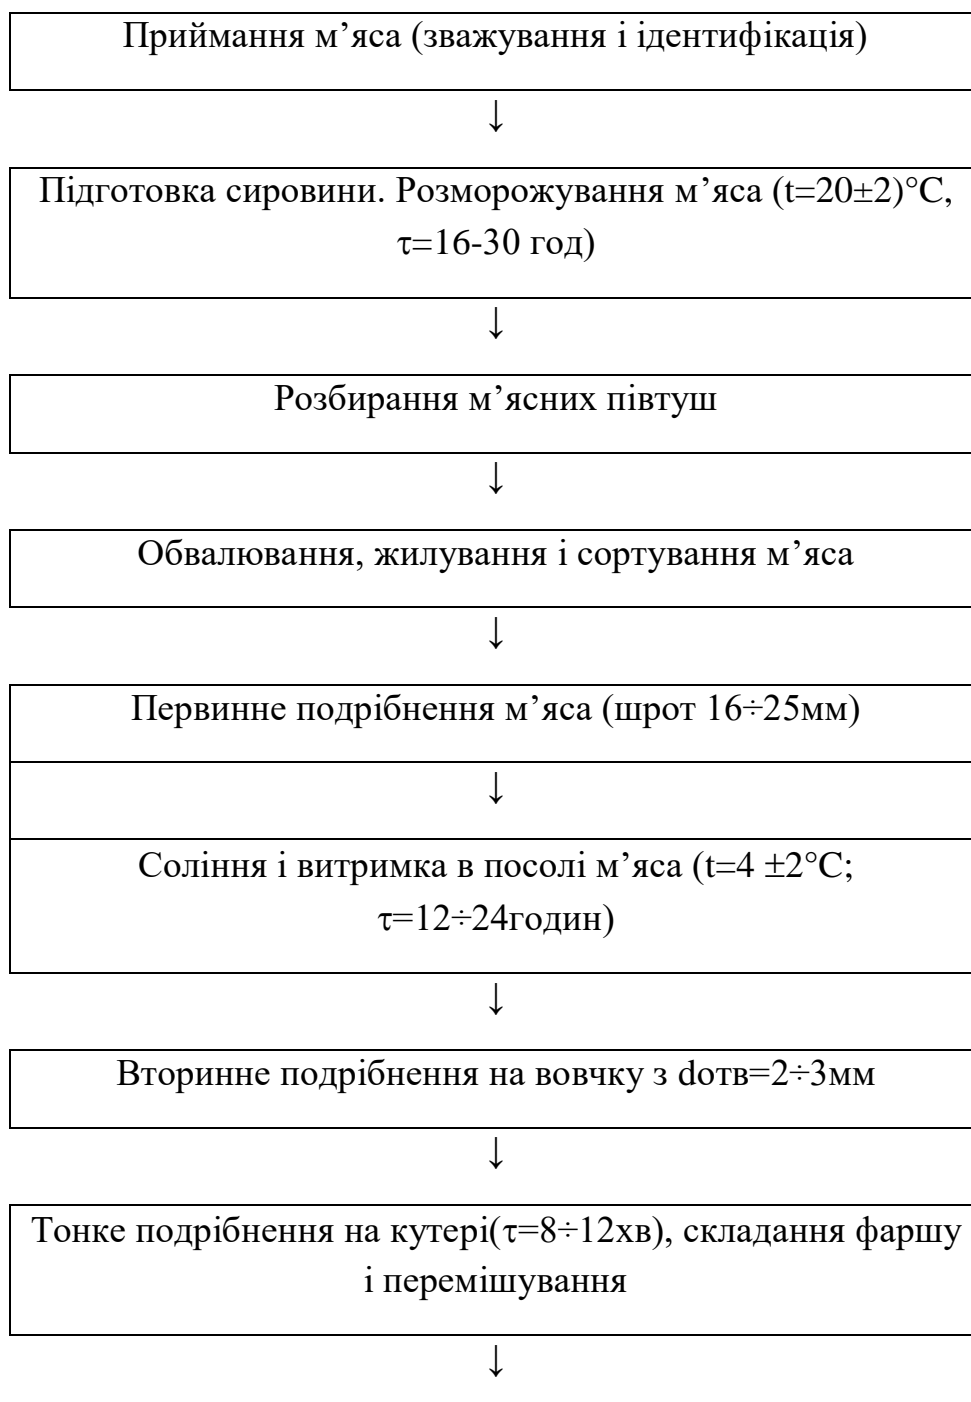 Приймання м’яса (зважування і ідентифікація)
↓
Підготовка сировини. Розморожування м’яса (t=20±2)°С,
τ=16-30 год)
↓
Розбирання м’ясних півтуш
↓
Обвалювання, жилування і сортування м’яса
↓
Первинне подрібнення м’яса (шрот 16÷25мм)
↓
Соління і витримка в посолі м’яса (t=4 ±2°С;
τ=12÷24годин)
↓
Вторинне подрібнення на вовчку з dотв=2÷3мм
↓
Тонке подрібнення на кутері(τ=8÷12хв), складання фаршу
і перемішування
↓